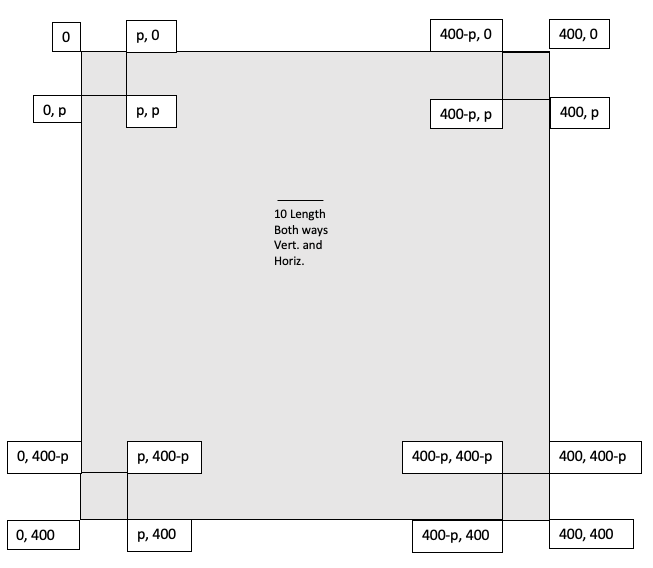 0
p, 0
400-p, 0
400, 0
0, p
p, p
400-p, p
400, p
10 Length
Both ways
Vert. and
Horiz.
0, 400-p
p, 400-p
400-p, 400-p
400, 400-p
0, 400
p, 400
400-p, 400
400, 400